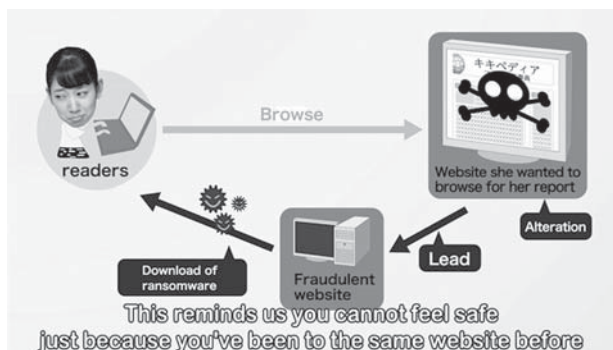 Browse
キキペディア
readers
Website she wanted to
browse for her report
Alteration
Lead
Download of
ransomware
Fraudulent
website
This reminds us you cannot feel safe
just because you've been to the same website before